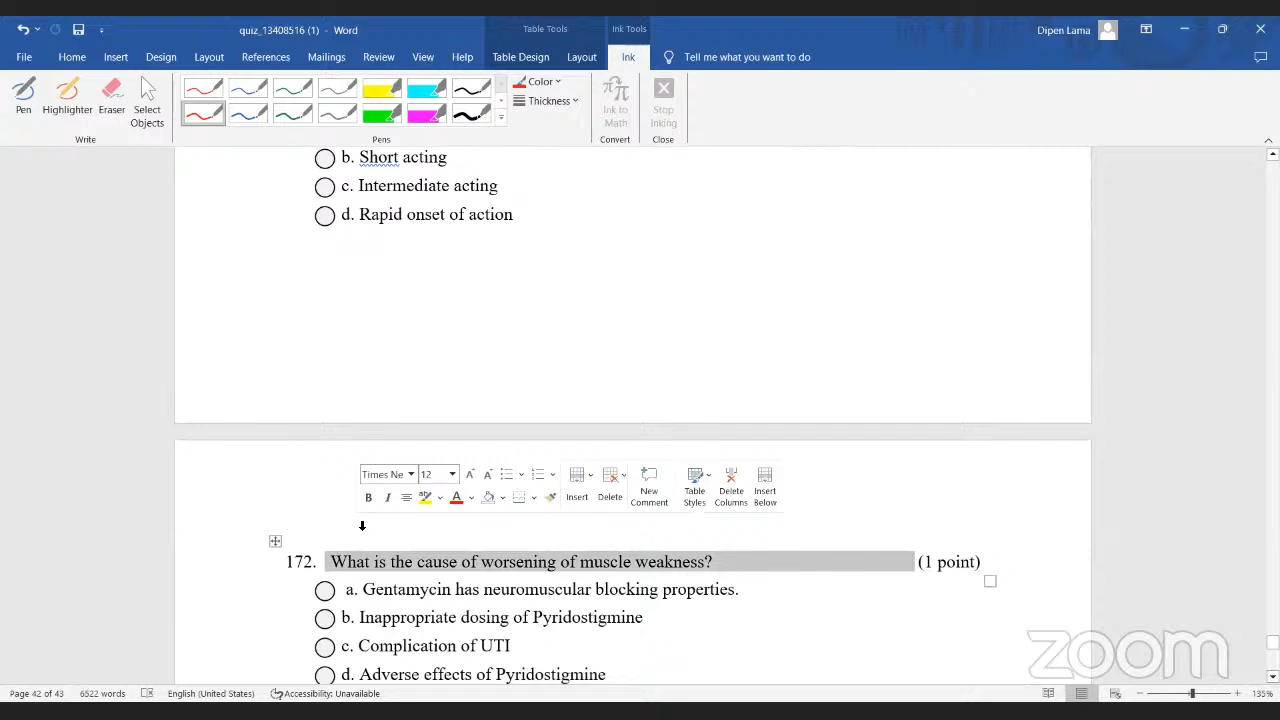 quiz_13408516 (1) - Word
Table Tools
Ink Tools
Dipen Lama
File Home Insert Design Layout References Mailings Review View Help Table Design Layout Ink Tell me what you want to do
Pen Highlighter Eraser Select Objects
Color
Thickness
Ink to Math
Stop Inking
Write
Pens
Convert
Close
b. Short acting
c. Intermediate acting
d. Rapid onset of action
Times Ne 12
B I
Insert Delete
New Comment
Table Styles
Delete Columns
Insert Below
172. What is the cause of worsening of muscle weakness? (1 point)
a. Gentamycin has neuromuscular blocking properties.
b. Inappropriate dosing of Pyridostigmine
c. Complication of UTI
d. Adverse effects of Pyridostigmine
zoom
Page 42 of 43 6522 words English (United States) Accessibility: Unavailable 135%